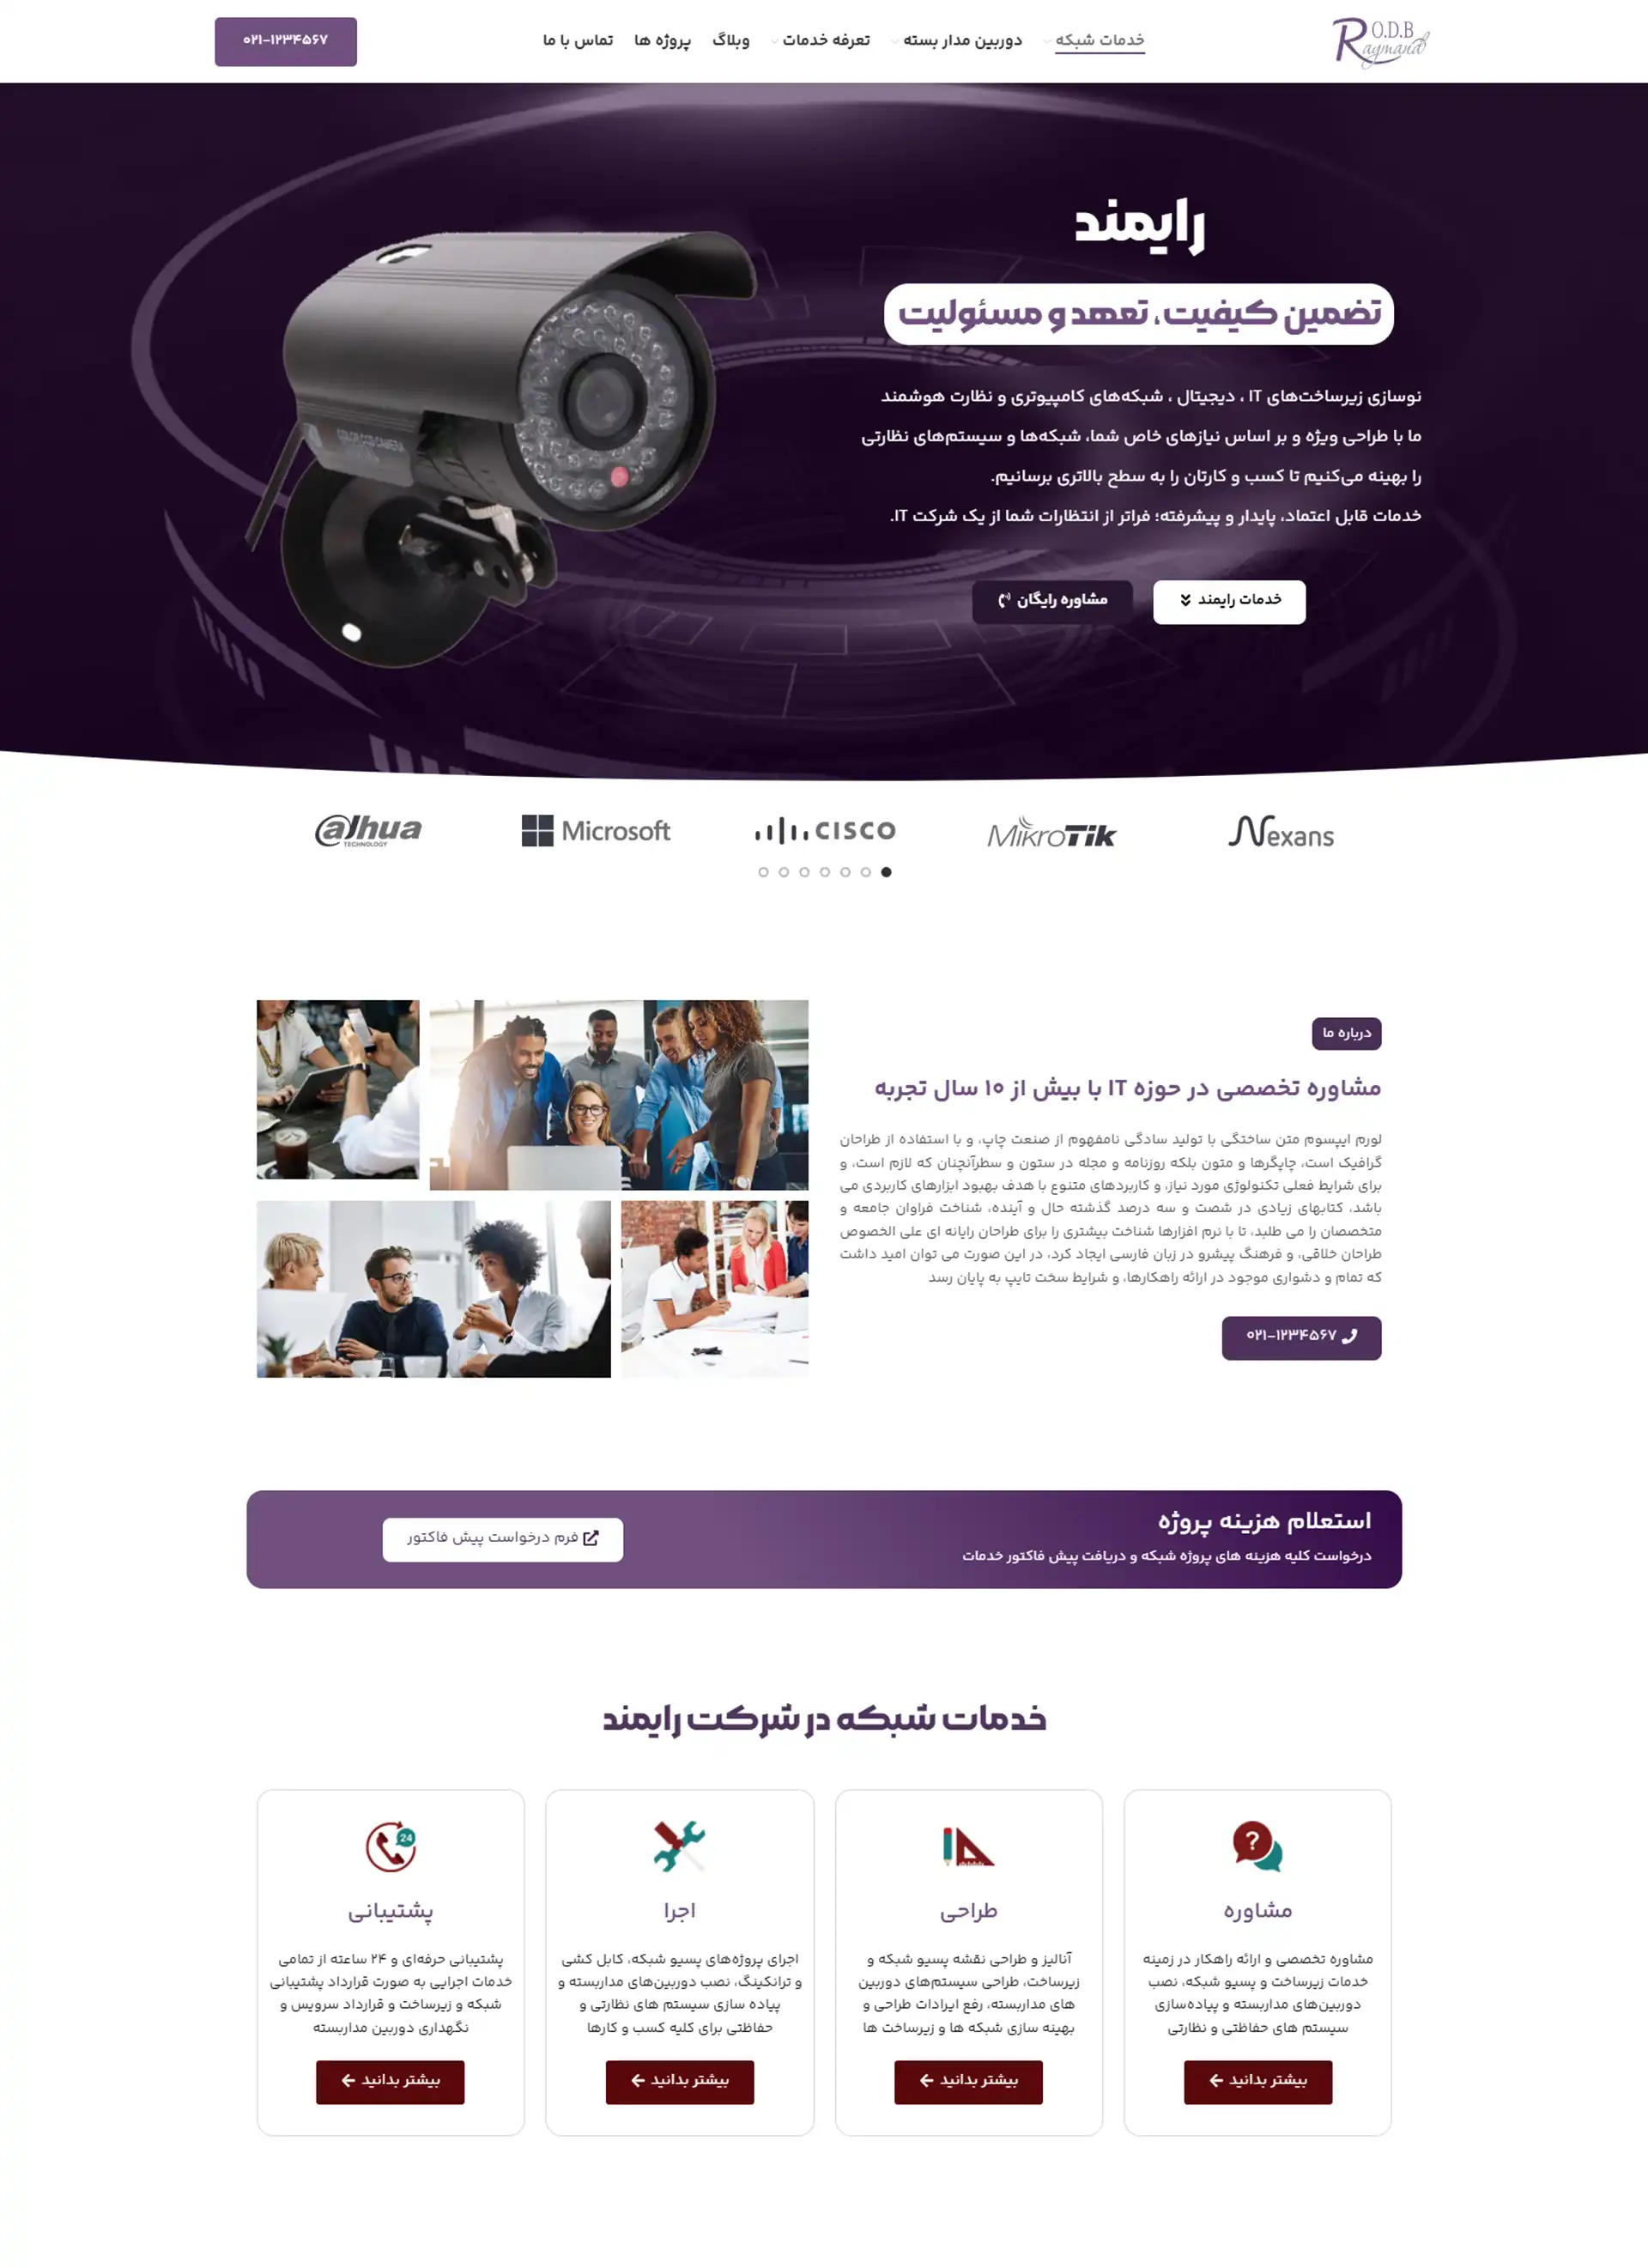 O.D.B
Raymand
خدمات شبکه
دوربین مدار بسته
تعرفه خدمات
وبلاگ
پروژه ها
تماس با ما
۰۲۱-۱۲۳۴۵۶۷
رایمند
تضمین کیفیت، تعهد و مسئولیت
نوسازی زیرساخت‌های IT ، دیجیتال ، شبکه‌های کامپیوتری و نظارت هوشمند
ما با طراحی ویژه و بر اساس نیازهای خاص شما، شبکه‌ها و سیستم‌های نظارتی
را بهینه می‌کنیم تا کسب و کارتان را به سطح بالاتری برسانیم.
خدمات قابل اعتماد، پایدار و پیشرفته؛ فراتر از انتظارات شما از یک شرکت IT.
خدمات رایمند
مشاوره رایگان
COLOR CCD CAMERA
Nexans
MikroTik
CISCO
Microsoft
alhua
TECHNOLOGY
درباره ما
مشاوره تخصصی در حوزه IT با بیش از ۱۰ سال تجربه
لورم ایپسوم متن ساختگی با تولید سادگی نامفهوم از صنعت چاپ، و با استفاده از طراحان
گرافیک است، چاپگرها و متون بلکه روزنامه و مجله در ستون و سطرآنچنان که لازم است، و
برای شرایط فعلی تکنولوژی مورد نیاز، و کاربردهای متنوع با هدف بهبود ابزارهای کاربردی می
باشد، کتابهای زیادی در شصت و سه درصد گذشته حال و آینده، شناخت فراوان جامعه و
متخصصان را می طلبد، تا با نرم افزارها شناخت بیشتری را برای طراحان رایانه ای علی الخصوص
طراحان خلاقی، و فرهنگ پیشرو در زبان فارسی ایجاد کرد، در این صورت می توان امید داشت
که تمام و دشواری موجود در ارائه راهکارها، و شرایط سخت تایپ به پایان رسد
۰۲۱-۱۲۳۴۵۶۷
استعلام هزینه پروژه
درخواست کلیه هزینه های پروژه شبکه و دریافت پیش فاکتور خدمات
فرم درخواست پیش فاکتور
خدمات شبکه در شرکت رایمند
?
مشاوره
مشاوره تخصصی و ارائه راهکار در زمینه
خدمات زیرساخت و پسیو شبکه، نصب
دوربین‌های مداربسته و پیاده‌سازی
سیستم های حفاظتی و نظارتی
بیشتر بدانید
طراحی
آنالیز و طراحی نقشه پسیو شبکه و
زیرساخت، طراحی سیستم‌های دوربین
های مداربسته، رفع ایرادات طراحی و
بهینه سازی شبکه ها و زیرساخت ها
بیشتر بدانید
اجرا
اجرای پروژه‌های پسیو شبکه، کابل کشی
و ترانکینگ، نصب دوربین‌های مداربسته و
پیاده سازی سیستم های نظارتی و
حفاظتی برای کلیه کسب و کارها
بیشتر بدانید
24
پشتیبانی
پشتیبانی حرفه‌ای و ۲۴ ساعته از تمامی
خدمات اجرایی به صورت قرارداد پشتیبانی
شبکه و زیرساخت و قرارداد سرویس و
نگهداری دوربین مداربسته
بیشتر بدانید